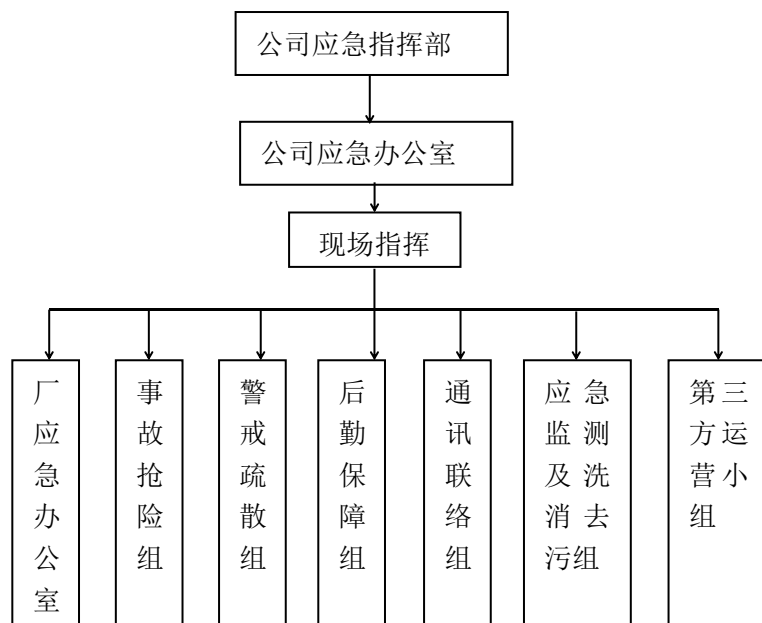 公司应急指挥部
公司应急办公室
现场指挥
厂应急办公室
事故抢险组
警戒疏散组
后勤保障组
通讯联络组
应急
监测
及洗
消去
污组
第三
方运
营小
组